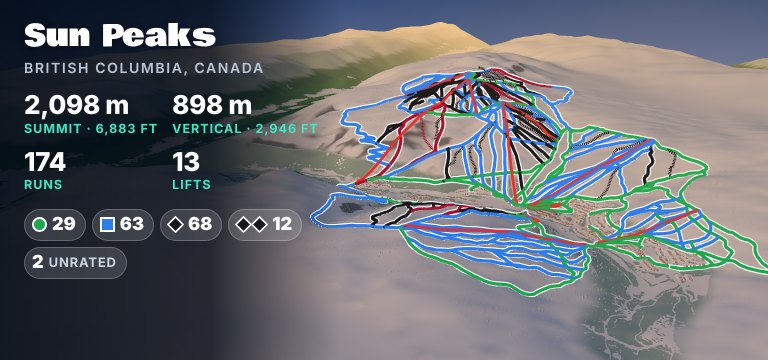 Sun Peaks
BRITISH COLUMBIA, CANADA
2,098 m 898 m
SUMMIT · 6,883 FT VERTICAL · 2,946 FT
174 13
RUNS LIFTS
29 63 68 12
2 UNRATED